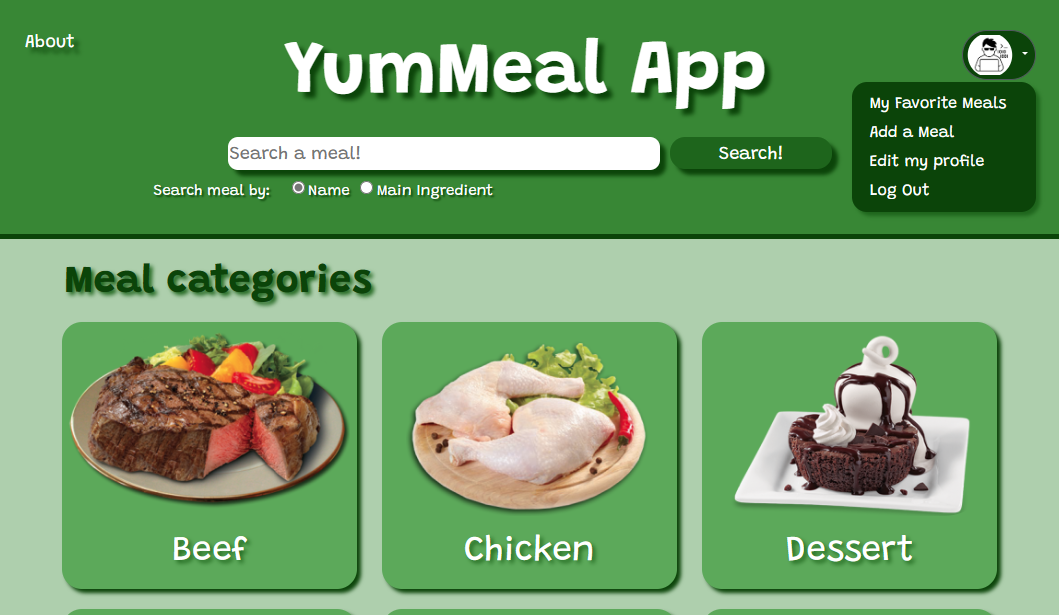 About
YumMeal App
My Favorite Meals
Add a Meal
Edit my profile
Log Out
Search a meal!
Search!
Search meal by: Name Main Ingredient
Meal categories
Beef
Chicken
Dessert